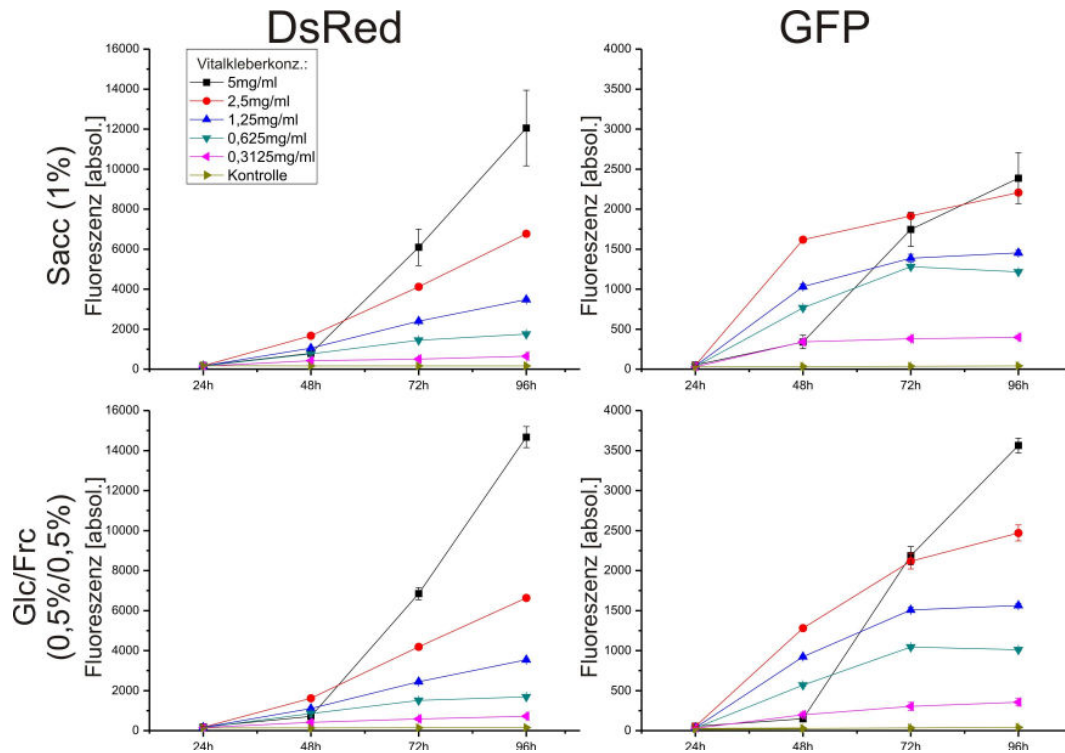 DsRed
GFP
Sacc (1%)
Fluoreszenz [absol.]
16000
14000
12000
10000
8000
6000
4000
2000
0
Vitalkleberkonz.:
5mg/ml
2,5mg/ml
1,25mg/ml
0,625mg/ml
0,3125mg/ml
Kontrolle
24h 48h 72h 96h
Fluoreszenz [absol.]
4000
3500
3000
2500
2000
1500
1000
500
0
24h 48h 72h 96h
Glc/Frc
(0,5%/0,5%)
Fluoreszenz [absol.]
16000
14000
12000
10000
8000
6000
4000
2000
0
24h 48h 72h 96h
Fluoreszenz [absol.]
4000
3500
3000
2500
2000
1500
1000
500
0
24h 48h 72h 96h